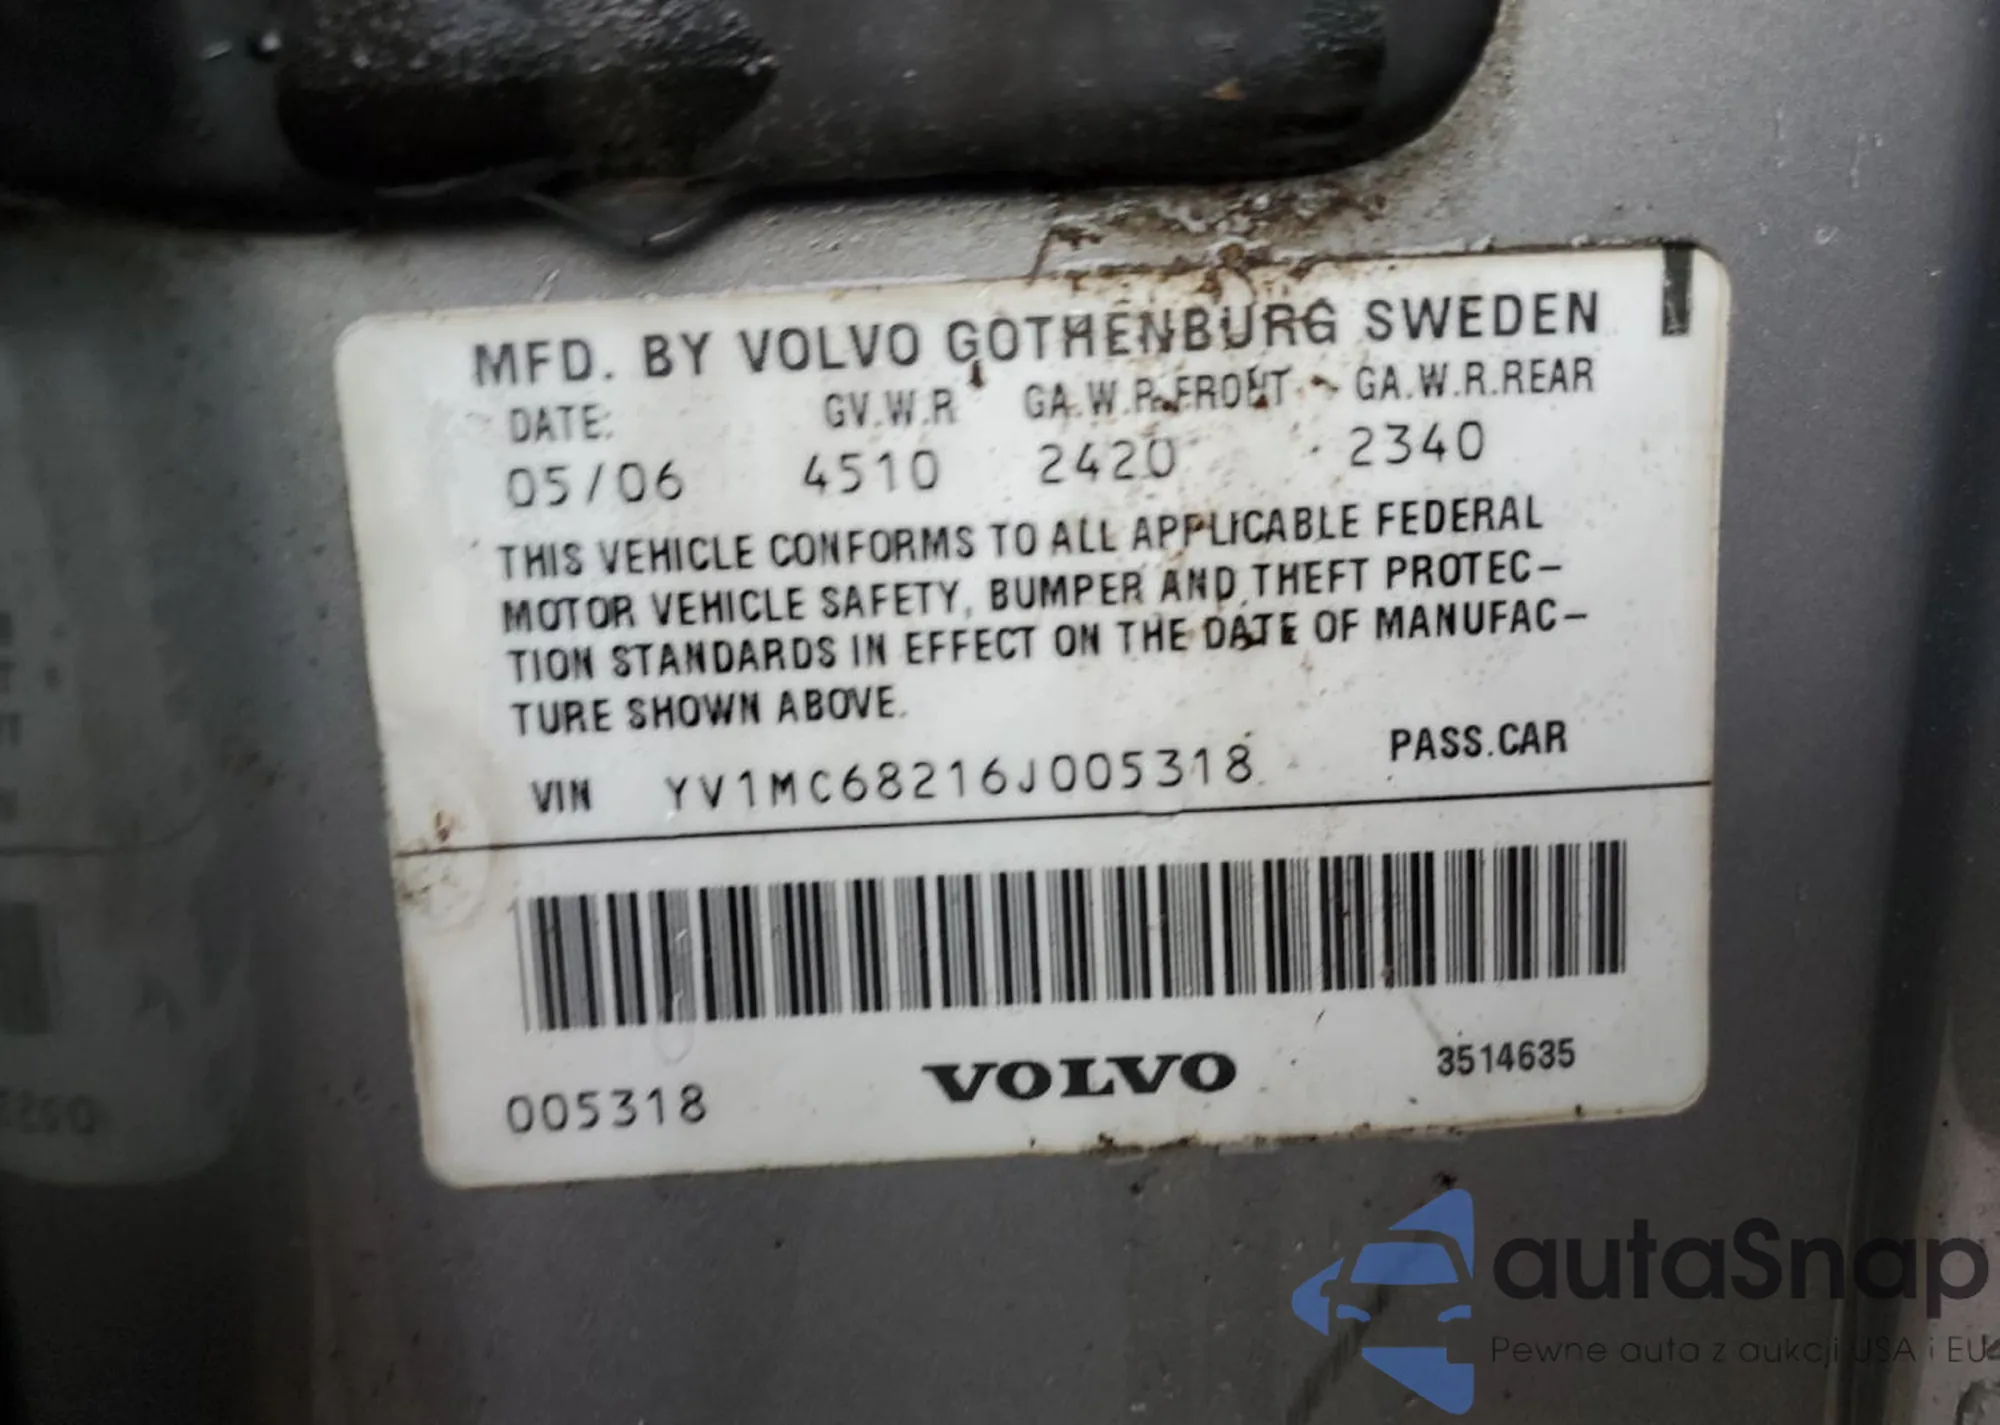 MFD. BY VOLVO GOTHENBURG SWEDEN
DATE: GV.W.R GA.W.R.FRONT GA.W.R.REAR
05/06 4510 2420 2340
THIS VEHICLE CONFORMS TO ALL APPLICABLE FEDERAL
MOTOR VEHICLE SAFETY, BUMPER AND THEFT PROTEC-
TION STANDARDS IN EFFECT ON THE DATE OF MANUFAC-
TURE SHOWN ABOVE.
VIN YV1MC68216J005318 PASS.CAR
005318 VOLVO 3514635
autaSnap
Pewne auta z aukcji USA i EU